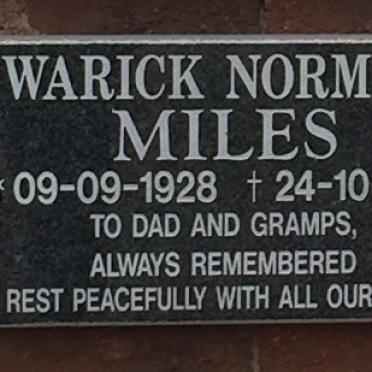 WARICK NORM
MILES
* 09-09-1928 † 24-10
TO DAD AND GRAMPS,
ALWAYS REMEMBERED
REST PEACEFULLY WITH ALL OUR